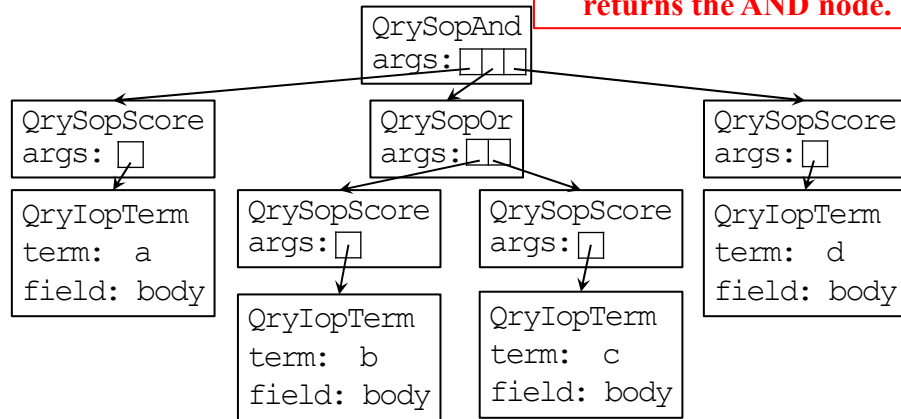 returns the AND node.
QrySopAnd
args:
QrySopScore
args:
QrySopOr
args:
QrySopScore
args:
QryIopTerm
term: a
field: body
QrySopScore
args:
QrySopScore
args:
QryIopTerm
term: d
field: body
QryIopTerm
term: b
field: body
QryIopTerm
term: c
field: body